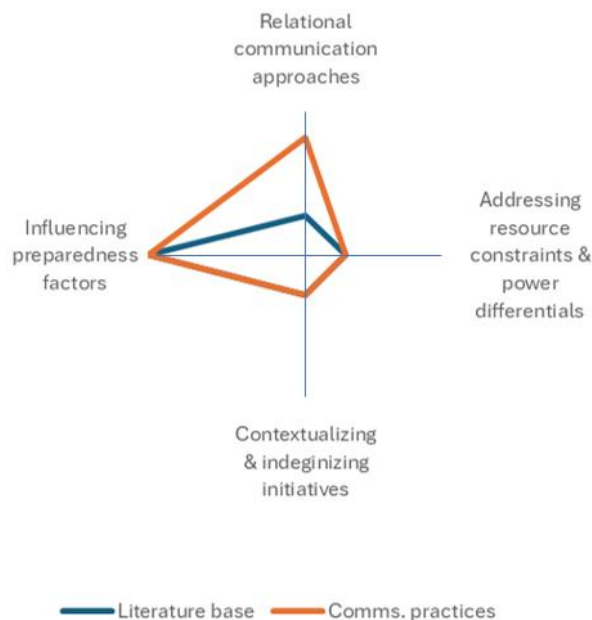 Relational
communication
approaches
Influencing
preparedness
factors
Addressing
resource
constraints &
power
differentials
Contextualizing
& indeginizing
initiatives
Literature base
Comms. practices